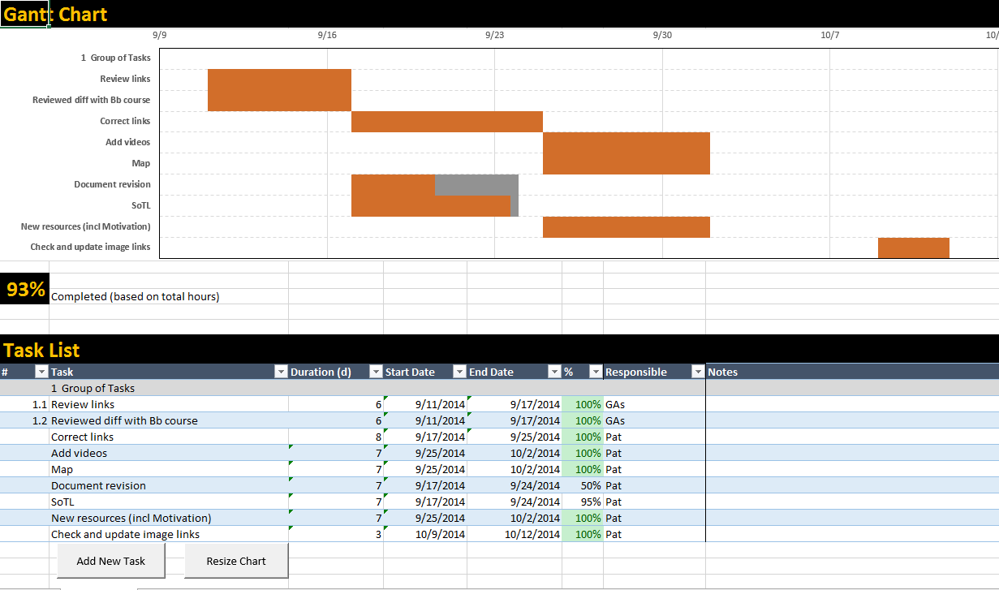 Gantt Chart
9/9 9/16 9/23 9/30 10/7 10/
1 Group of Tasks
Review links
Reviewed diff with Bb course
Correct links
Add videos
Map
Document revision
SoTL
New resources (incl Motivation)
Check and update image links
93% Completed (based on total hours)
Task List
# Task Duration (d) Start Date End Date % Responsible Notes
1 Group of Tasks
1.1 Review links 6 9/11/2014 9/17/2014 100% GAs
1.2 Reviewed diff with Bb course 6 9/11/2014 9/17/2014 100% GAs
Correct links 8 9/17/2014 9/25/2014 100% Pat
Add videos 7 9/25/2014 10/2/2014 100% Pat
Map 7 9/25/2014 10/2/2014 100% Pat
Document revision 7 9/17/2014 9/24/2014 50% Pat
SoTL 7 9/17/2014 9/24/2014 95% Pat
New resources (incl Motivation) 7 9/25/2014 10/2/2014 100% Pat
Check and update image links 3 10/9/2014 10/12/2014 100% Pat
Add New Task Resize Chart